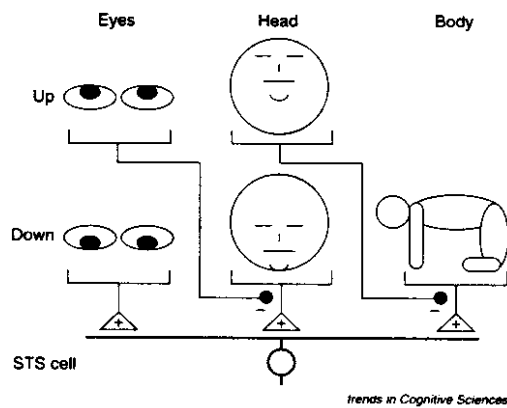 Eyes Head Body
Up
Down
+ + +
− −
STS cell
trends in Cognitive Sciences